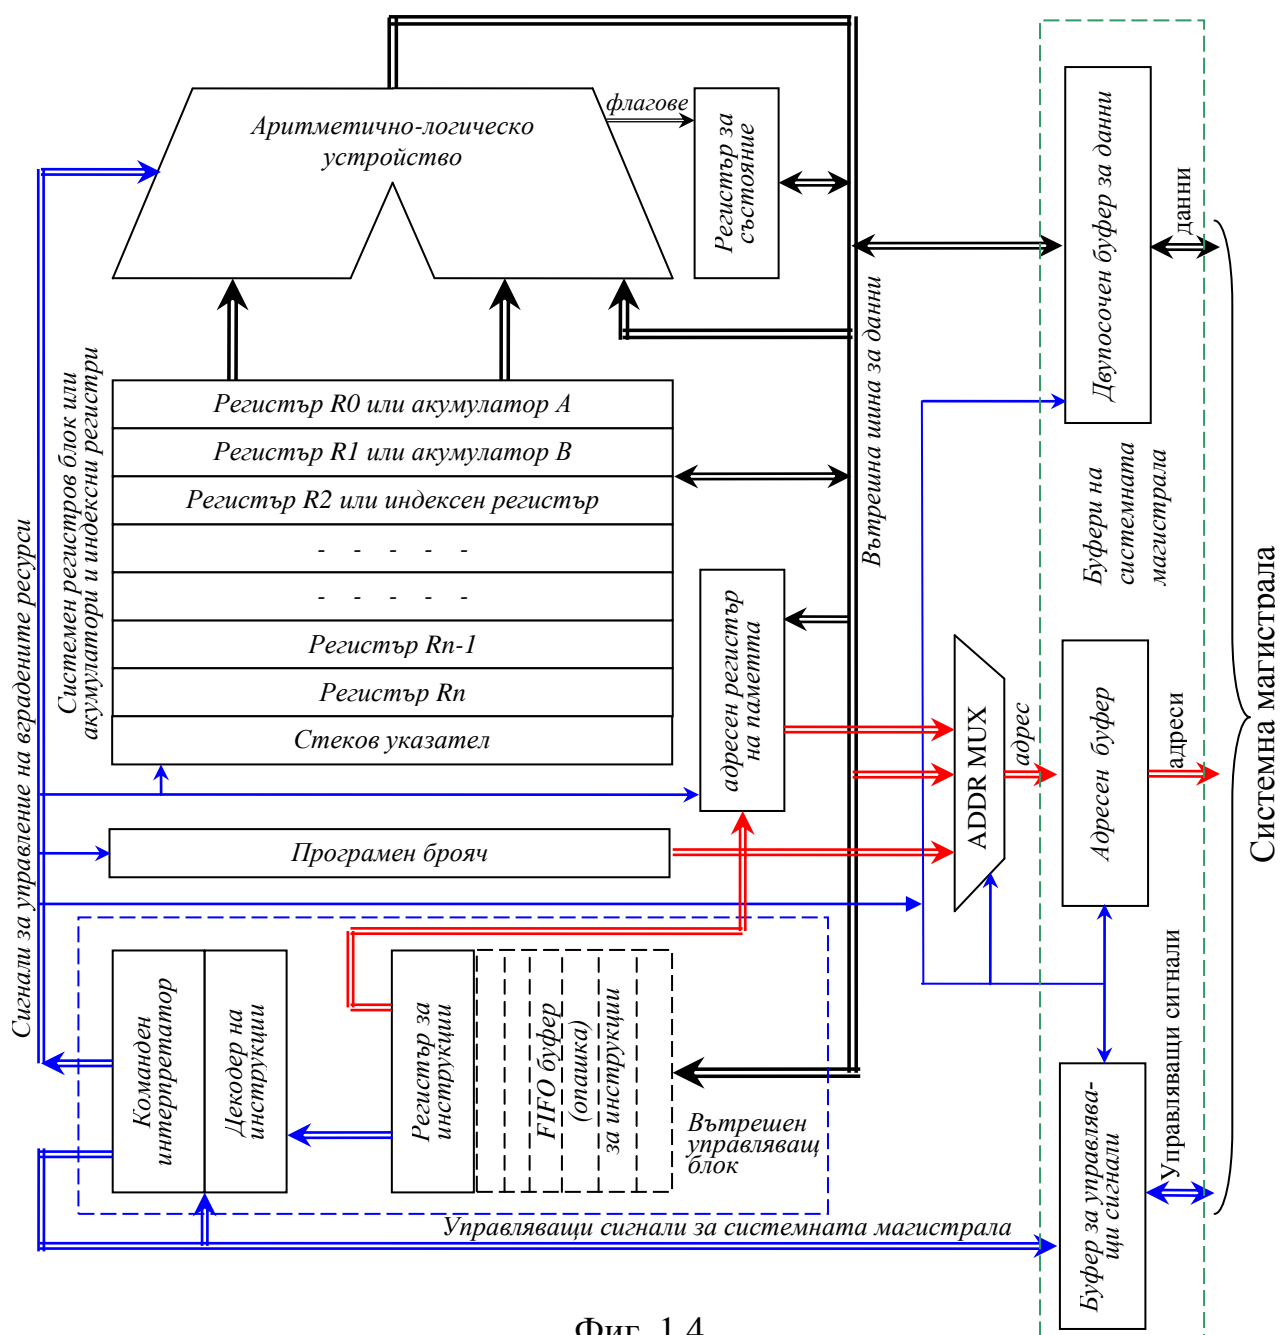 Аритметично-логическо
устройство
флагове
Регистър за
състояние
Двупосочен буфер за данни
данни
Вътрешна шина за данни
Системен регистров блок или
акумулатори и индексни регистри
Регистър R0 или акумулатор A
Регистър R1 или акумулатор B
Регистър R2 или индексен регистър
- - - - -
- - - - -
Регистър Rn-1
Регистър Rn
Стеков указател
Сигнали за управление на вградените ресурси
Буфери на
системната
магистрала
Системна магистрала
адресен регистър
на паметта
ADDR MUX
адрес
Адресен буфер
адреси
Програмен брояч
Команден
интерпретатор
Декодер на
инструкции
Регистър за
инструкции
FIFO буфер
(опашка)
за инструкции
Вътрешен
управляващ
блок
Управляващи сигнали
Буфер за управлява-
щи сигнали
Управляващи сигнали за системната магистрала
Фиг. 1.4